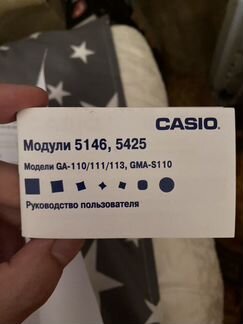 CASIO.
Модули 5146, 5425
Модели GA-110/111/113, GMA-S110
Руководство пользователя